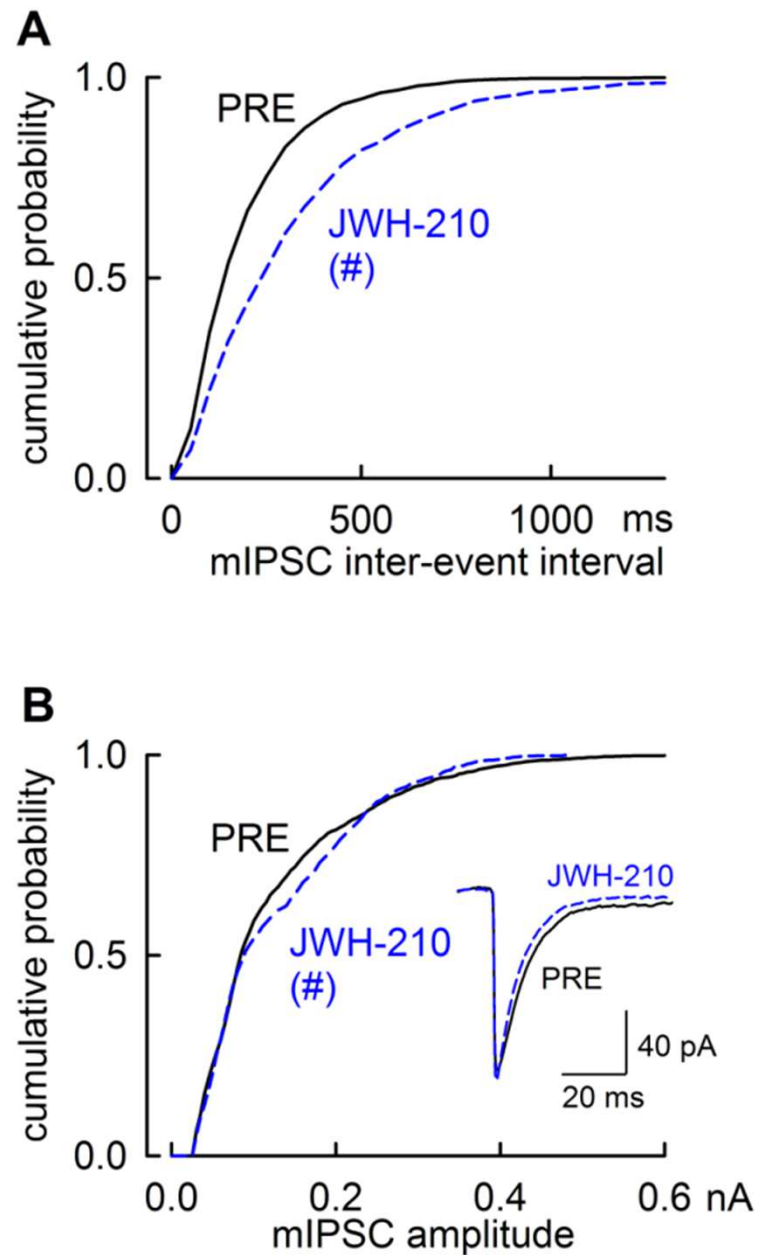 A
cumulative probability
1.0
0.5
0.0
PRE
JWH-210
(#)
0 500 1000 ms
mIPSC inter-event interval
B
cumulative probability
1.0
0.5
0.0
PRE
JWH-210
(#)
JWH-210
PRE
40 pA
20 ms
0.0 0.2 0.4 0.6 nA
mIPSC amplitude